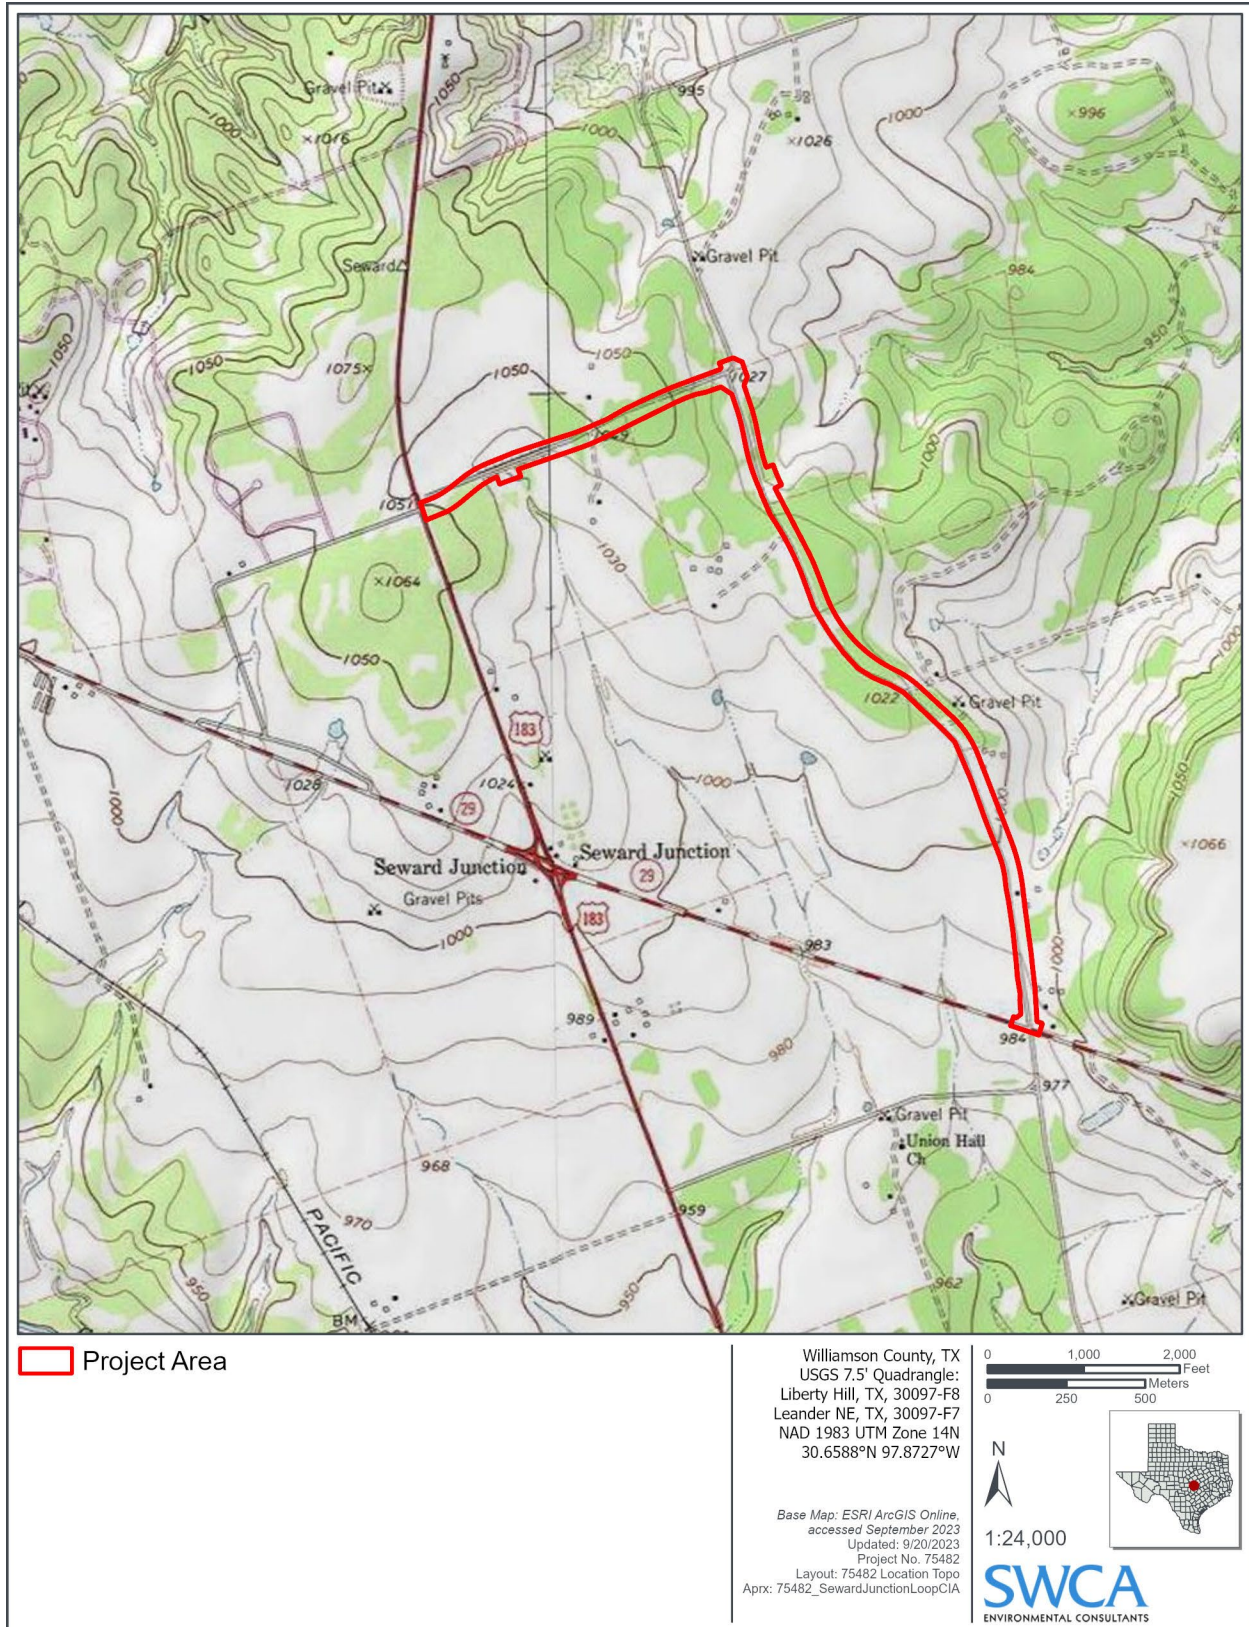 Gravel Pit
1050
995
1000
×1016
1000
1000
×996
×1026
Seward
Gravel Pit
984
950
1050
1050
1075×
1050
1050
1027
1049
1000
1051
1030
×1064
1050
1000
1022
Gravel Pit
183
1028
1024
1000
1050
1000
29
1000
×1066
Seward Junction
Seward Junction
29
Gravel Pits
183
1000
983
1000
989
980
984
977
Gravel Pit
Union Hall
Ch
968
970
959
PACIFIC
950
950
962
Gravel Pit
BM
Project Area
Williamson County, TX
USGS 7.5' Quadrangle:
Liberty Hill, TX, 30097-F8
Leander NE, TX, 30097-F7
NAD 1983 UTM Zone 14N
30.6588°N 97.8727°W
Base Map: ESRI ArcGIS Online,
accessed September 2023
Updated: 9/20/2023
Project No. 75482
Layout: 75482 Location Topo
Aprx: 75482_SewardJunctionLoopCIA
0 1,000 2,000
Feet
Meters
0 250 500
N
1:24,000
SWCA
ENVIRONMENTAL CONSULTANTS